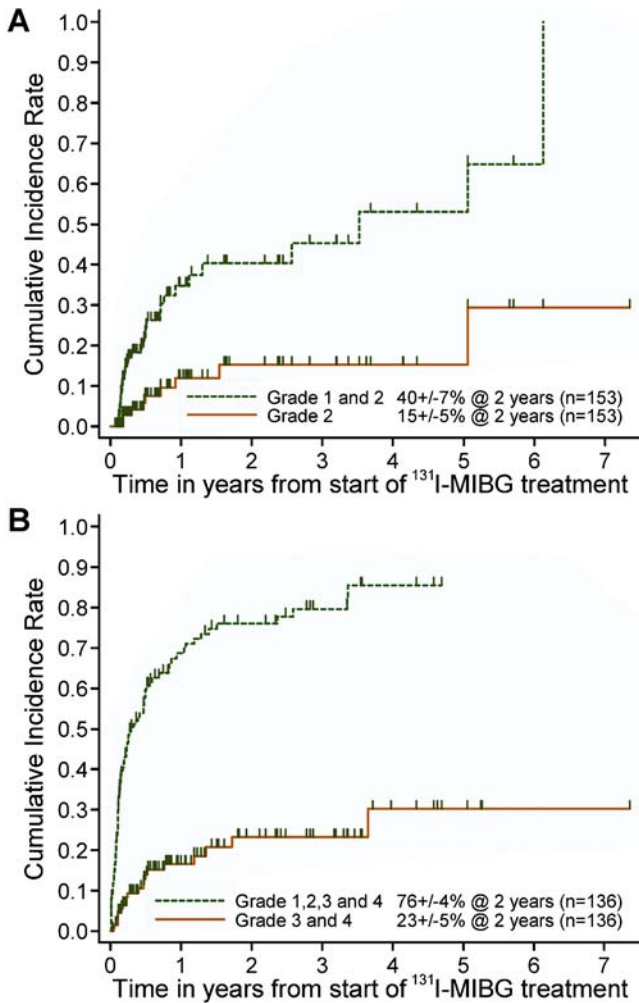 A
Cumulative Incidence Rate
1.0
0.9
0.8
0.7
0.6
0.5
0.4
0.3
0.2
0.1
0.0
Grade 1 and 2 40+/-7% @ 2 years (n=153)
Grade 2 15+/-5% @ 2 years (n=153)
0 1 2 3 4 5 6 7
Time in years from start of ¹³¹I-MIBG treatment
B
Cumulative Incidence Rate
1.0
0.9
0.8
0.7
0.6
0.5
0.4
0.3
0.2
0.1
0.0
Grade 1,2,3 and 4 76+/-4% @ 2 years (n=136)
Grade 3 and 4 23+/-5% @ 2 years (n=136)
0 1 2 3 4 5 6 7
Time in years from start of ¹³¹I-MIBG treatment